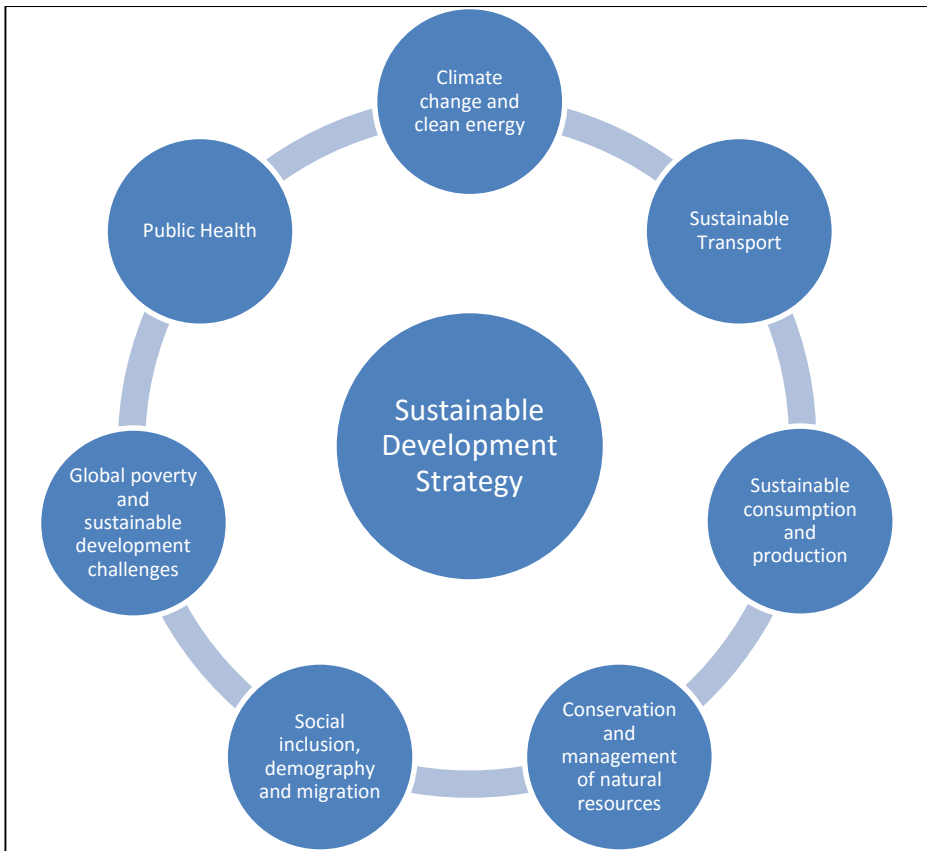 Climate
change and
clean energy
Sustainable
Transport
Sustainable
consumption
and
production
Conservation
and
management
of natural
resources
Social
inclusion,
demography
and migration
Global poverty
and
sustainable
development
challenges
Public Health
Sustainable
Development
Strategy